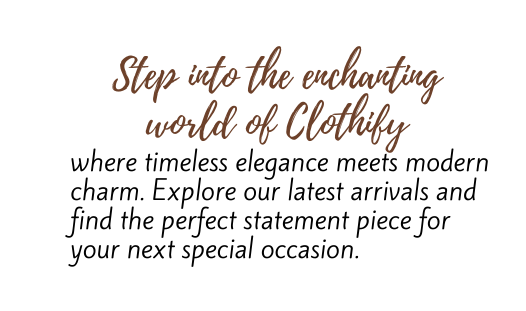 Step into the enchanting
world of Clothify
where timeless elegance meets modern
charm. Explore our latest arrivals and
find the perfect statement piece for
your next special occasion.